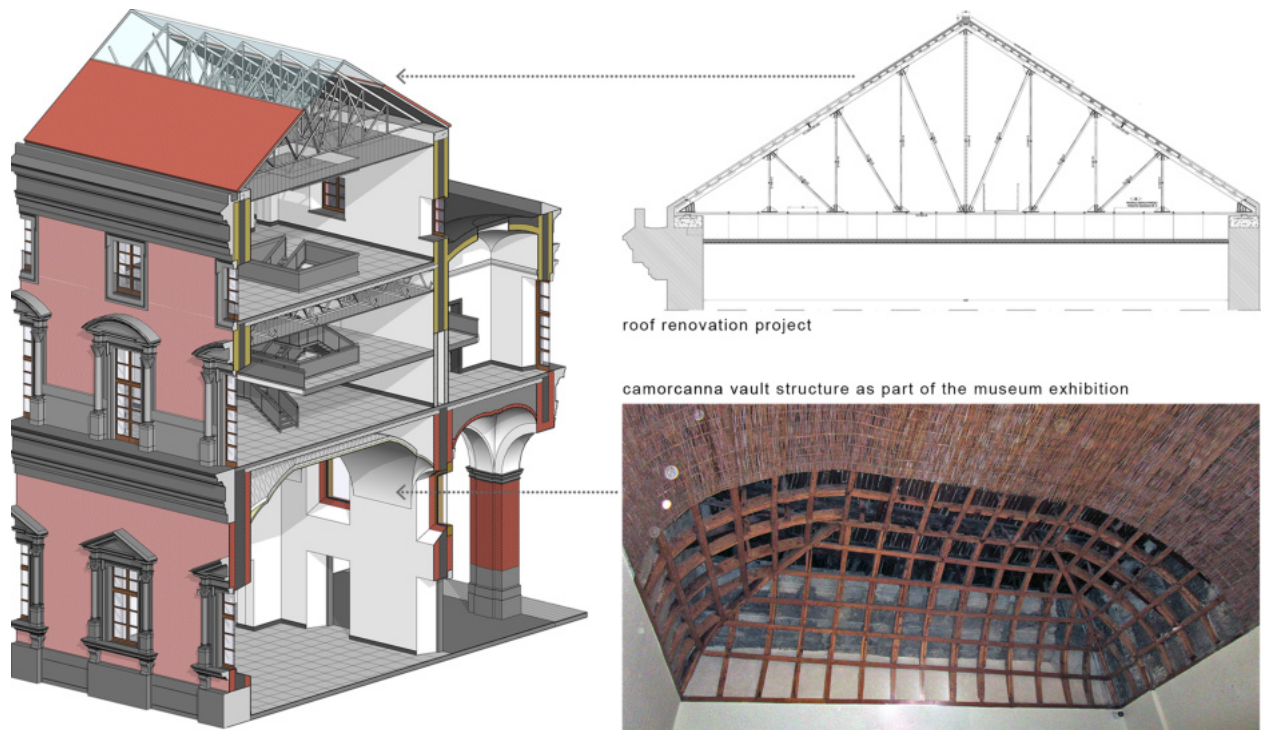 roof renovation project
camorcanna vault structure as part of the museum exhibition